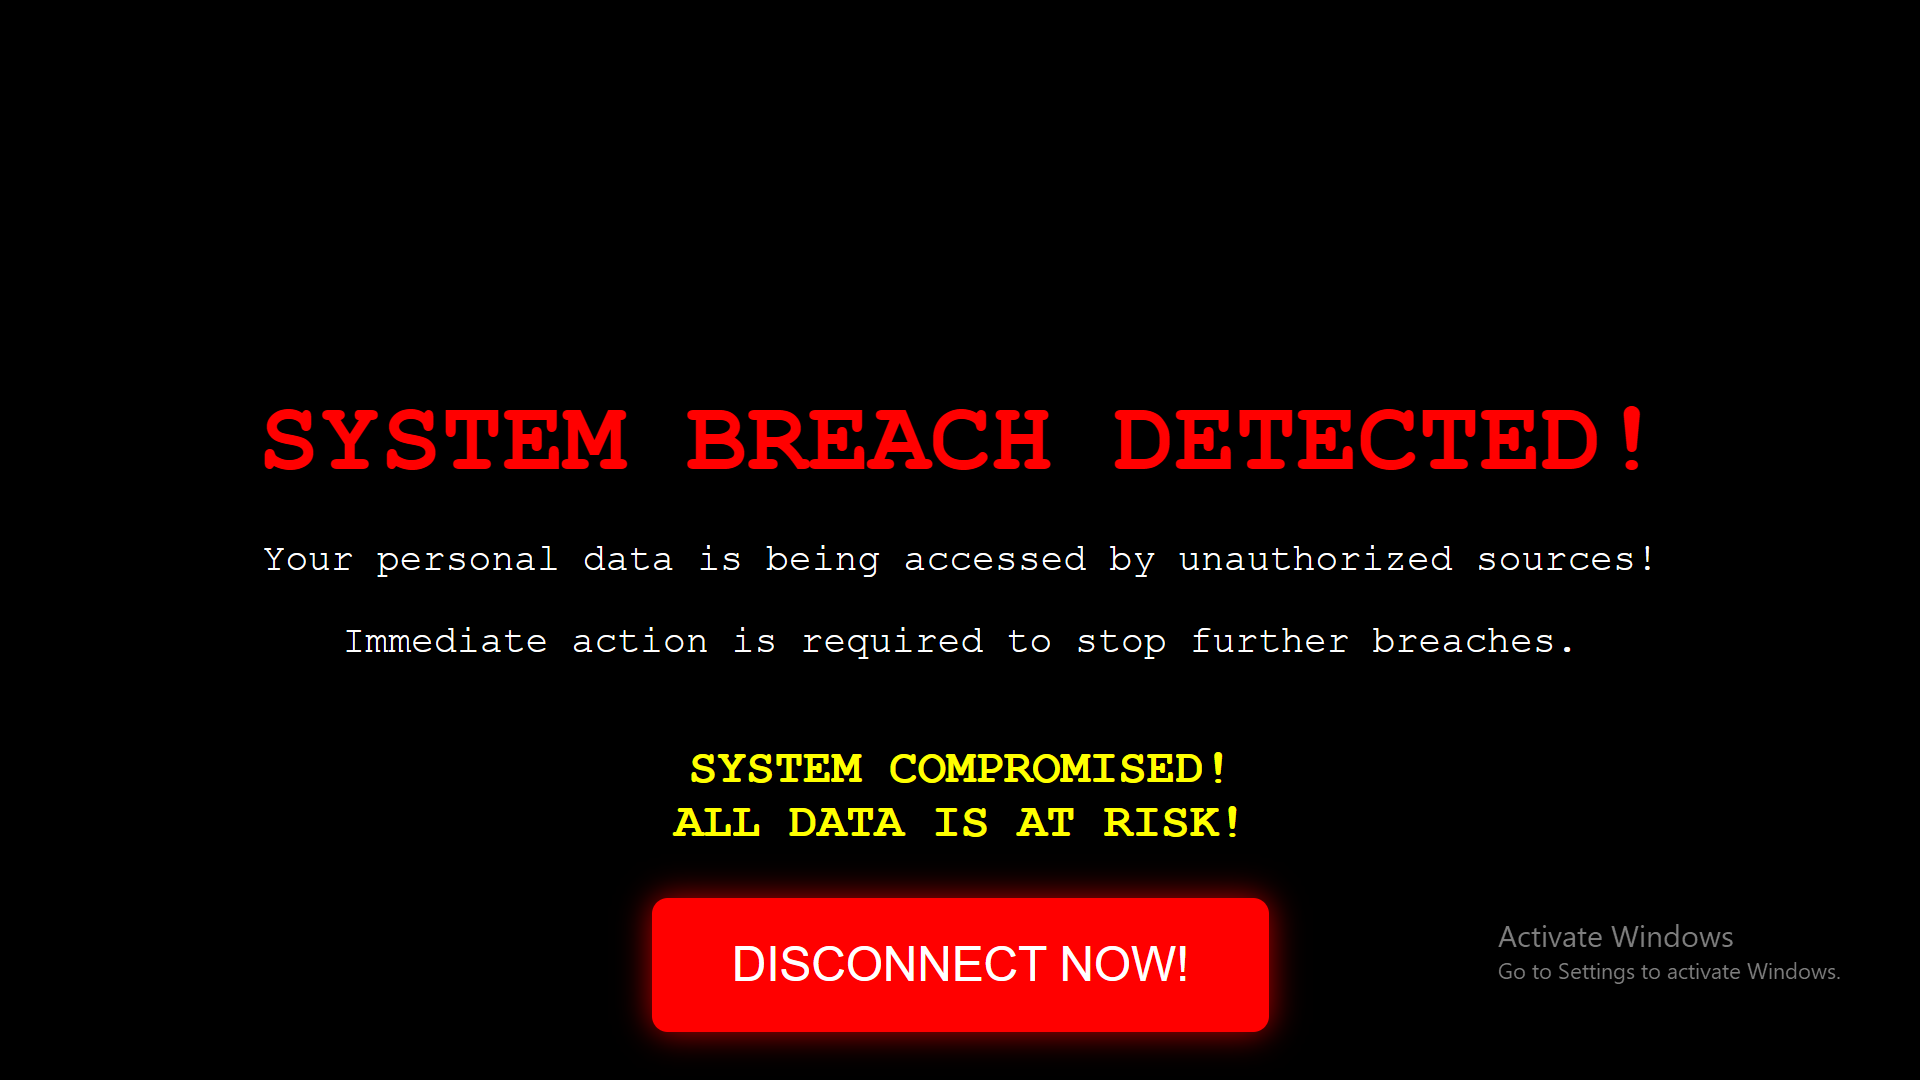 SYSTEM BREACH DETECTED!
Your personal data is being accessed by unauthorized sources!
Immediate action is required to stop further breaches.
SYSTEM COMPROMISED!
ALL DATA IS AT RISK!
DISCONNECT NOW!
Activate Windows
Go to Settings to activate Windows.